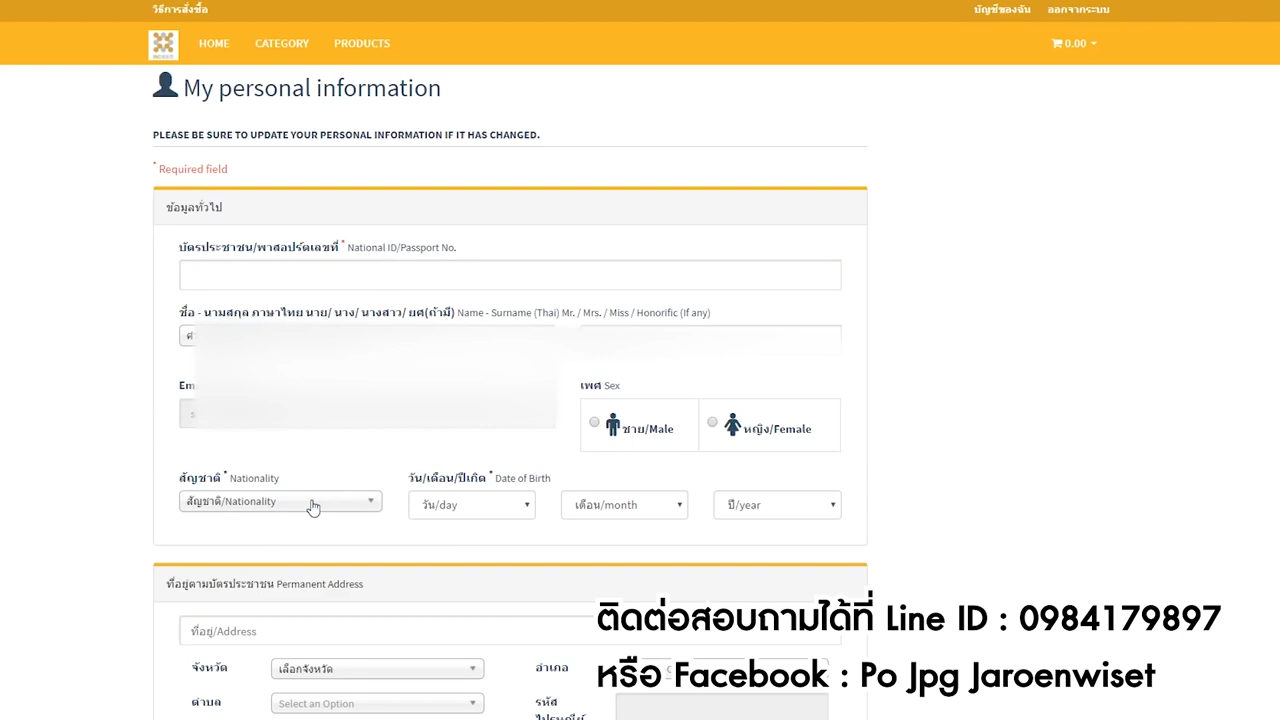 วิธีการสั่งซื้อ บัญชีของฉัน ออกจากระบบ
HOME CATEGORY PRODUCTS 0.00
My personal information
PLEASE BE SURE TO UPDATE YOUR PERSONAL INFORMATION IF IT HAS CHANGED.
* Required field
ข้อมูลทั่วไป
บัตรประชาชน/พาสปอร์ตเลขที่ * National ID/Passport No.
ชื่อ - นามสกุล ภาษาไทย นาย/ นาง/ นางสาว/ ยศ(ถ้ามี) Name - Surname (Thai) Mr. / Mrs. / Miss / Honorific (If any)
เพศ Sex
ชาย/Male หญิง/Female
สัญชาติ * Nationality วัน/เดือน/ปีเกิด * Date of Birth
สัญชาติ/Nationality วัน/day เดือน/month ปี/year
ที่อยู่ตามบัตรประชาชน Permanent Address
ที่อยู่/Address
ติดต่อสอบถามได้ที่ Line ID : 0984179897
จังหวัด เลือกจังหวัด อำเภอ
หรือ Facebook : Po Jpg Jaroenwiset
ตำบล Select an Option รหัส
ไปรษณีย์